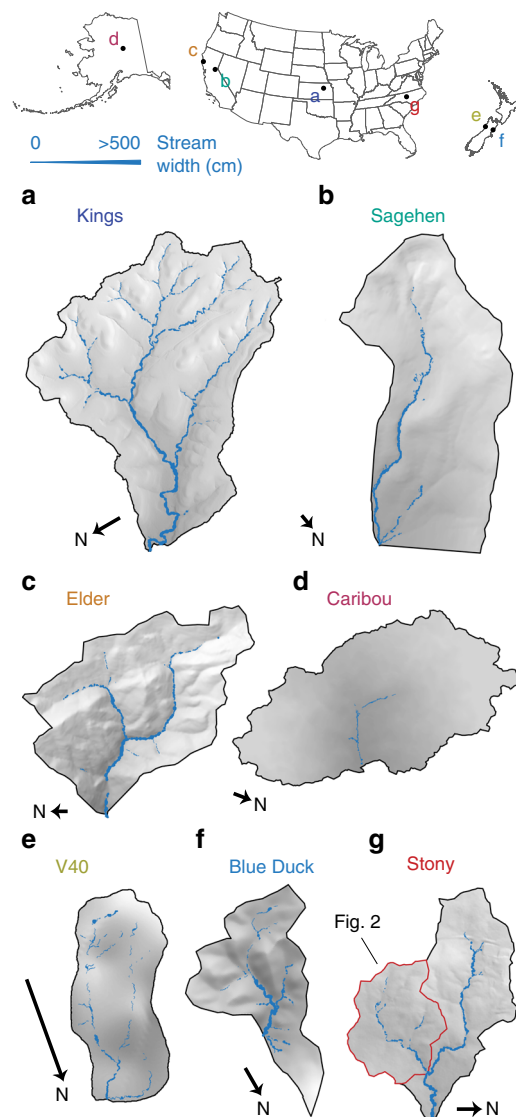 d
c
b
a
g
e
f
0 >500 Stream
width (cm)
a
Kings
b
Sagehen
N
N
c
Elder
d
Caribou
N
N
e
V40
f
Blue Duck
g
Stony
Fig. 2
N
N
N